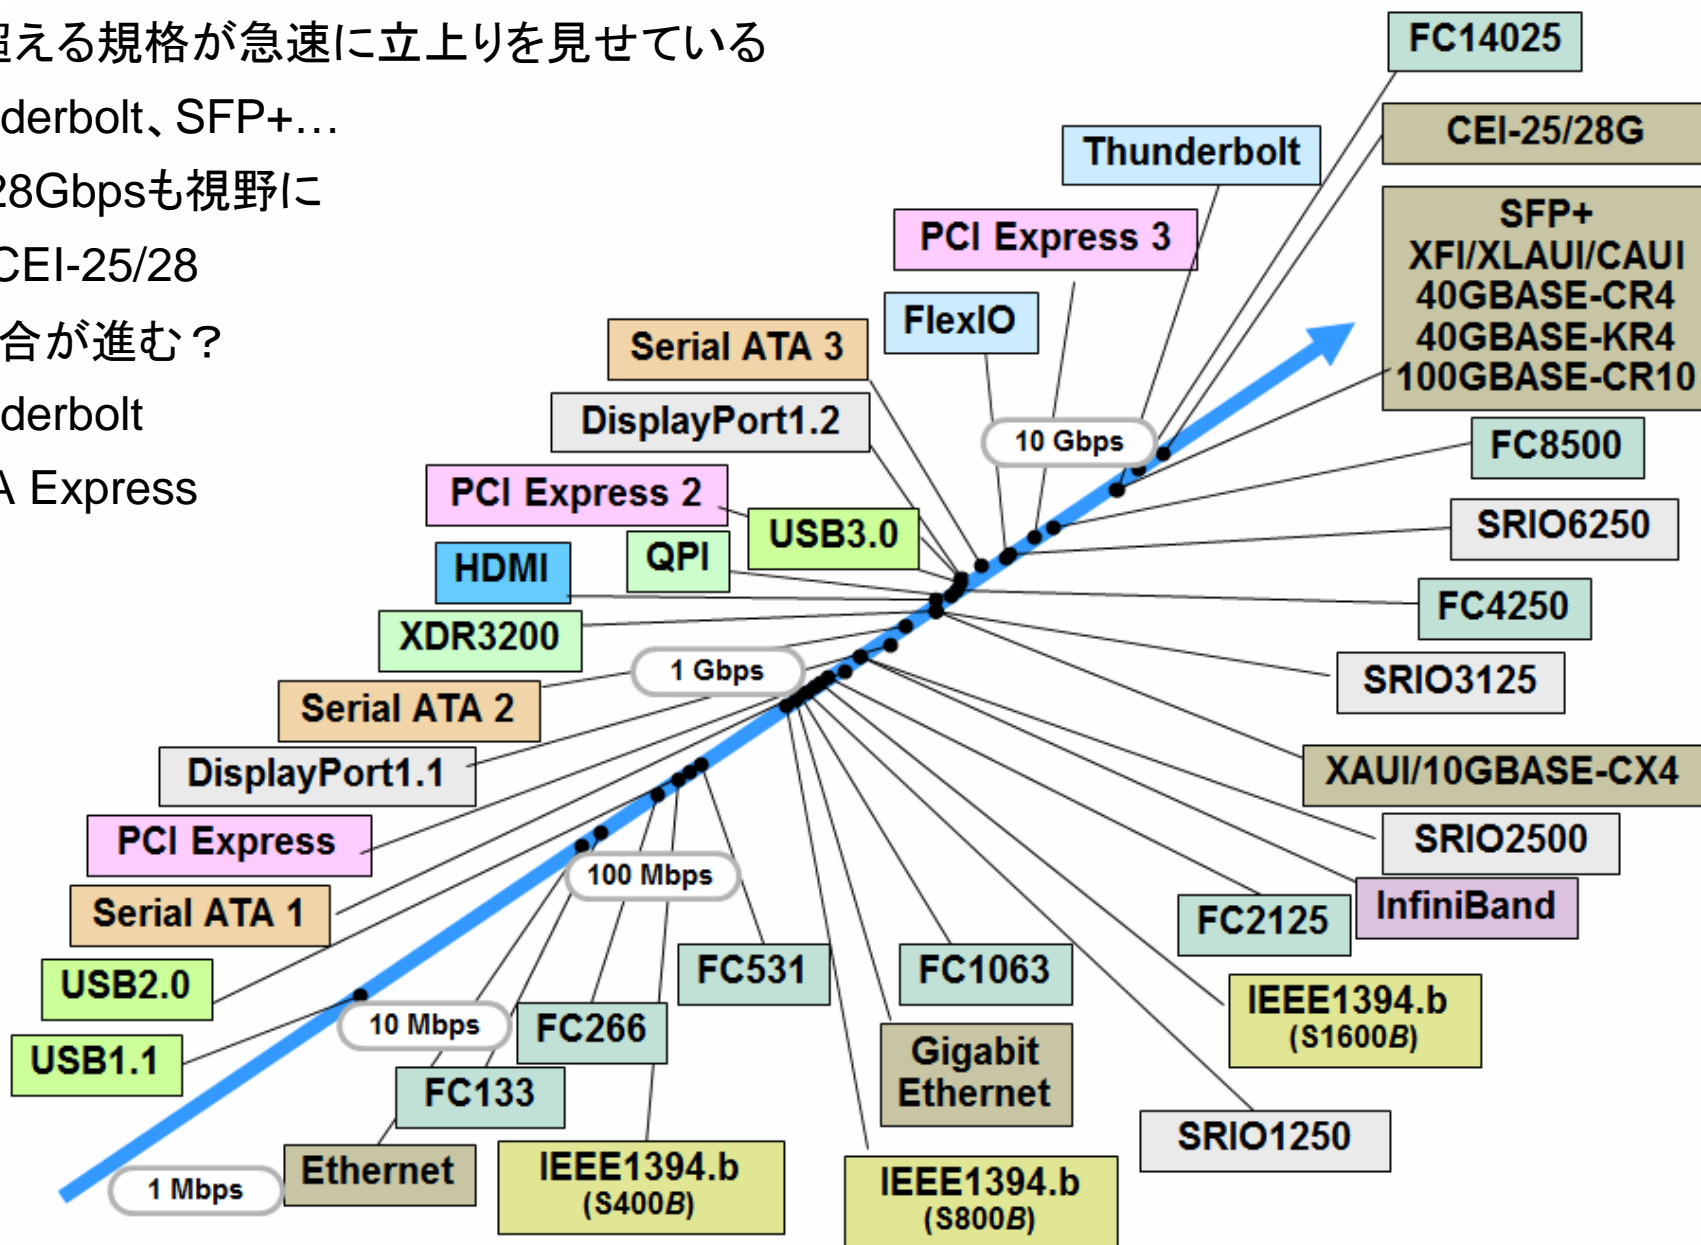 超える規格が急速に立上りを見せている
derbolt、SFP+…
28Gbpsも視野に
CEI-25/28
合が進む？
derbolt
A Express
FC14025
CEI-25/28G
Thunderbolt
SFP+
XFI/XLAUI/CAUI
40GBASE-CR4
40GBASE-KR4
100GBASE-CR10
PCI Express 3
FlexIO
Serial ATA 3
DisplayPort1.2
10 Gbps
FC8500
PCI Express 2
USB3.0
SRIO6250
QPI
HDMI
FC4250
XDR3200
1 Gbps
SRIO3125
Serial ATA 2
DisplayPort1.1
XAUI/10GBASE-CX4
PCI Express
SRIO2500
100 Mbps
InfiniBand
Serial ATA 1
FC2125
FC531
FC1063
USB2.0
IEEE1394.b
(S1600B)
10 Mbps
FC266
USB1.1
Gigabit
Ethernet
FC133
SRIO1250
Ethernet
IEEE1394.b
(S400B)
1 Mbps
IEEE1394.b
(S800B)